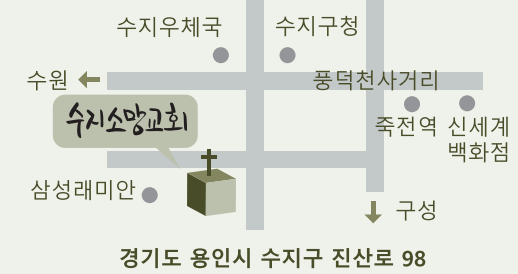 수지우체국
수지구청
수원
풍덕천사거리
수지소망교회
죽전역
신세계
백화점
삼성래미안
구성
경기도 용인시 수지구 진산로 98